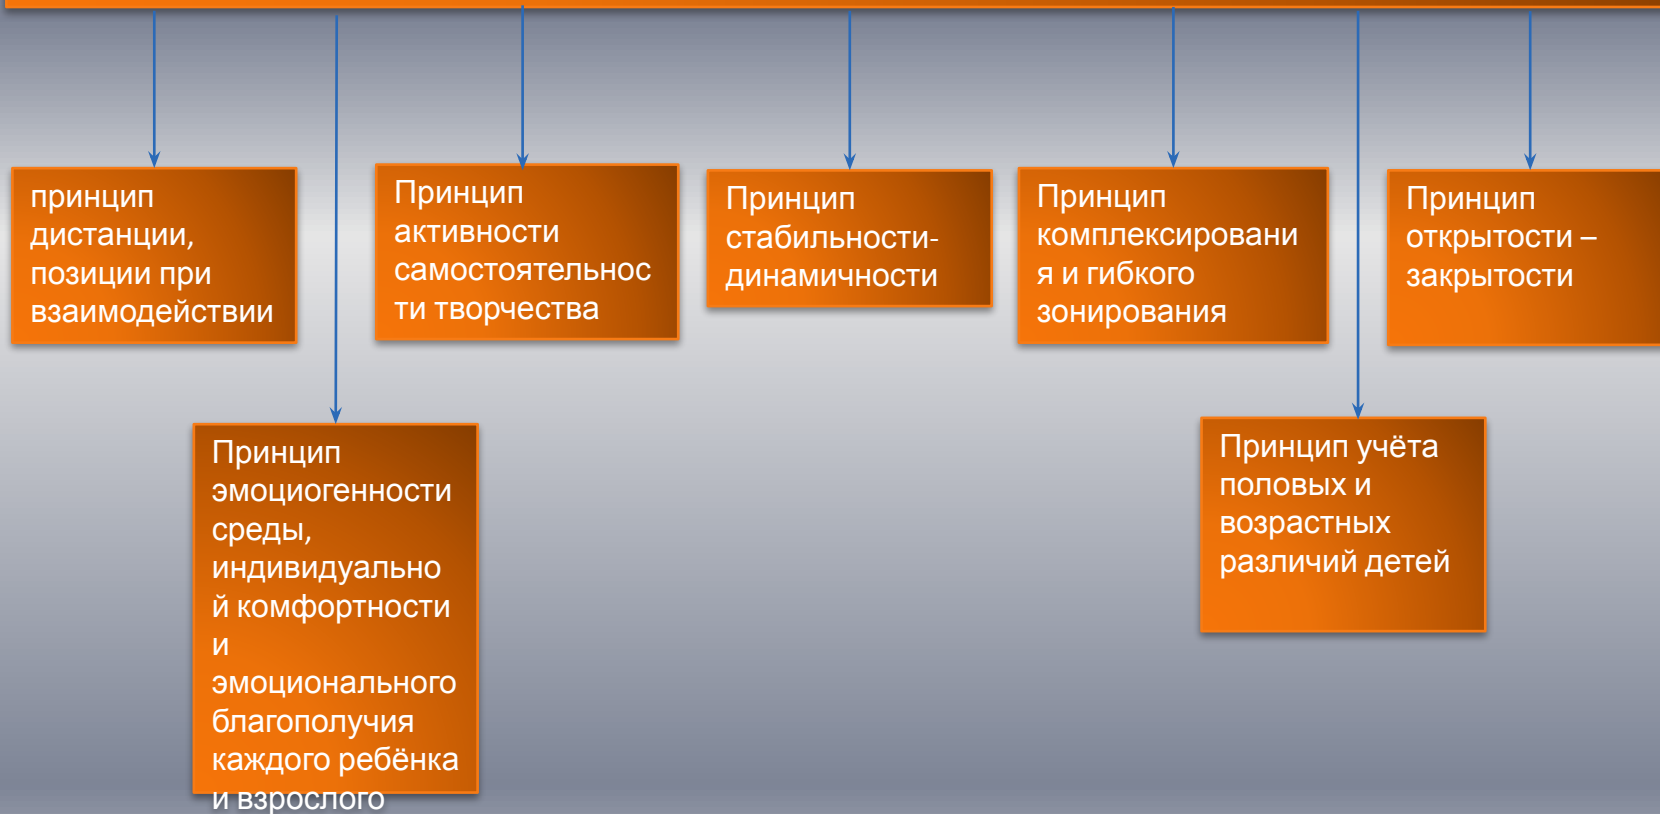 принцип
дистанции,
позиции при
взаимодействии
Принцип
активности
самостоятельнос
ти творчества
Принцип
стабильности-
динамичности
Принцип
комплексировани
я и гибкого
зонирования
Принцип
открытости –
закрытости
Принцип
эмоциогенности
среды,
индивидуально
й комфортности
и
эмоционального
благополучия
каждого ребёнка
и взрослого
Принцип учёта
половых и
возрастных
различий детей